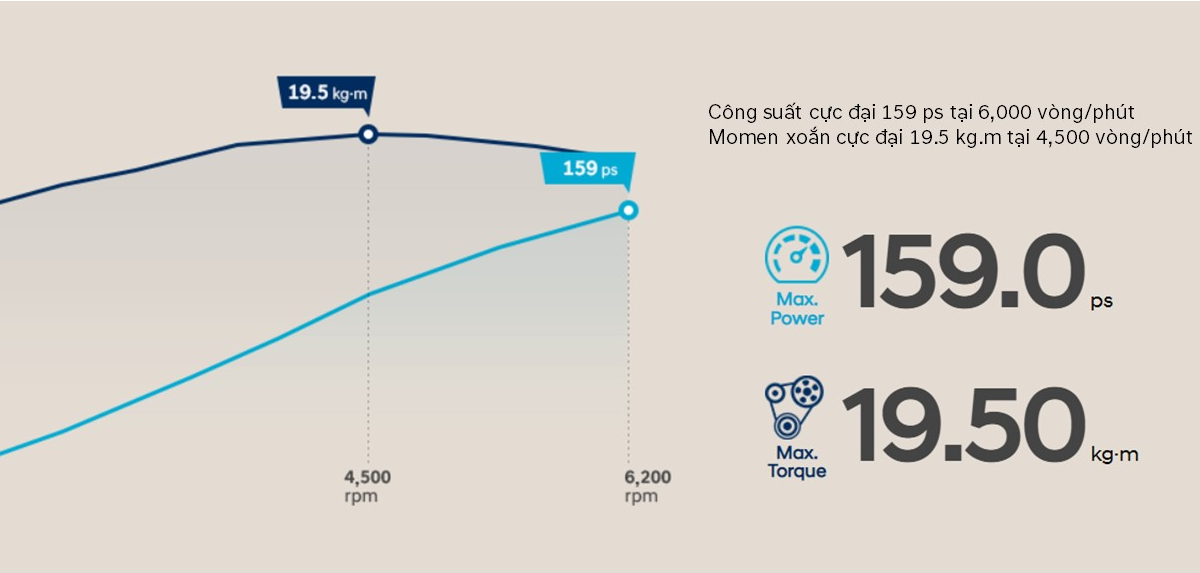 19.5 kg·m
159 ps
4,500
rpm
6,200
rpm
Công suất cực đại 159 ps tại 6,000 vòng/phút
Momen xoắn cực đại 19.5 kg.m tại 4,500 vòng/phút
Max.
Power
159.0 ps
Max.
Torque
19.50 kg·m